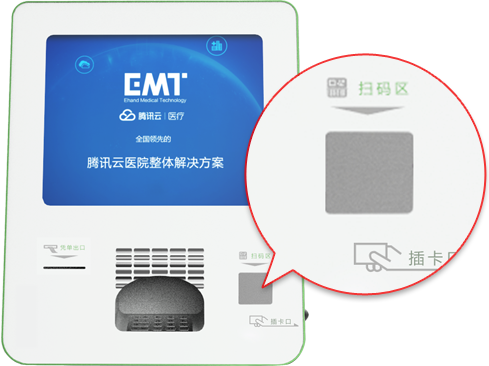 EMT
Ehand Medical Technology
腾讯云 | 医疗
全国领先的
腾讯云医院整体解决方案
凭单出口
扫码区
插卡口
扫码区
插卡口